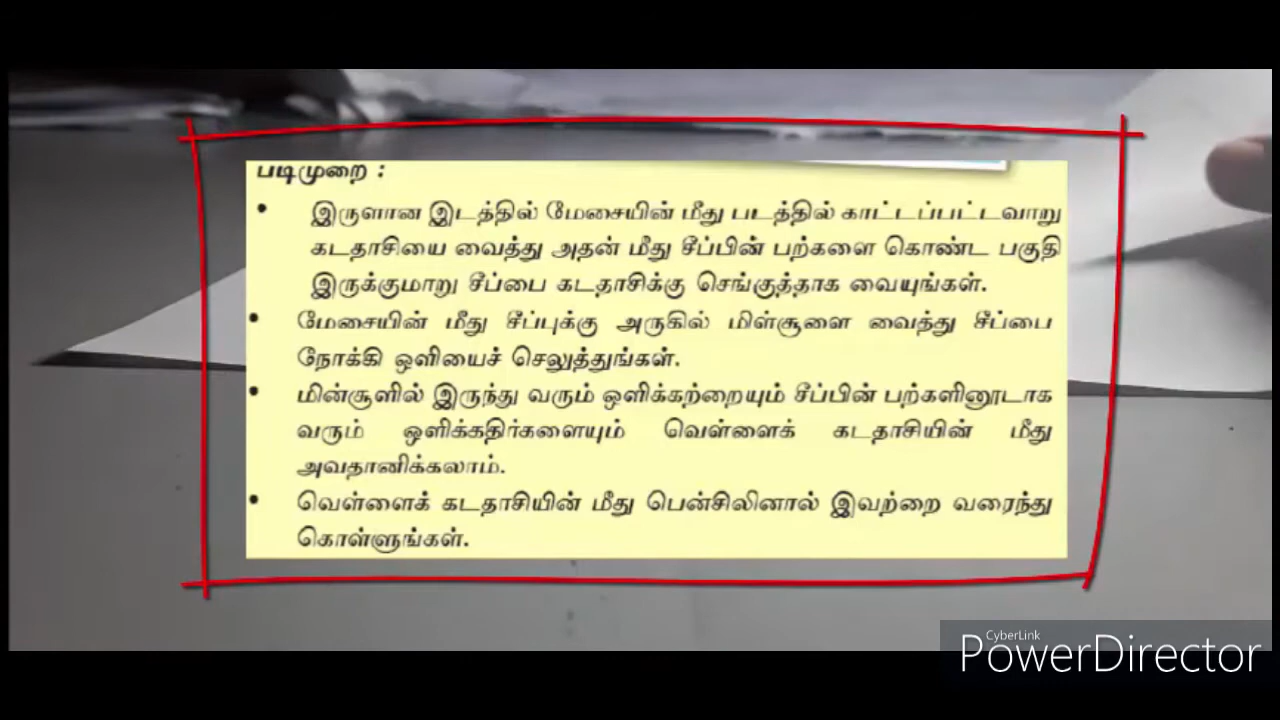 படிமுறை :
• இருளான இடத்தில் மேசையின் மீது படத்தில் காட்டப்பட்டவாறு
கடதாசியை வைத்து அதன் மீது சீப்பின் பற்களை கொண்ட பகுதி
இருக்குமாறு சீப்பை கடதாசிக்கு செங்குத்தாக வையுங்கள்.
• மேசையின் மீது சீப்புக்கு அருகில் மிள்சூளை வைத்து சீப்பை
நோக்கி ஒளியைச் செலுத்துங்கள்.
• மின்சூளில் இருந்து வரும் ஒளிக்கற்றையும் சீப்பின் பற்களினூடாக
வரும் ஒளிக்கதிர்களையும் வெள்ளைக் கடதாசியின் மீது
அவதானிக்கலாம்.
• வெள்ளைக் கடதாசியின் மீது பென்சிலினால் இவற்றை வரைந்து
கொள்ளுங்கள்.
CyberLink
PowerDirector